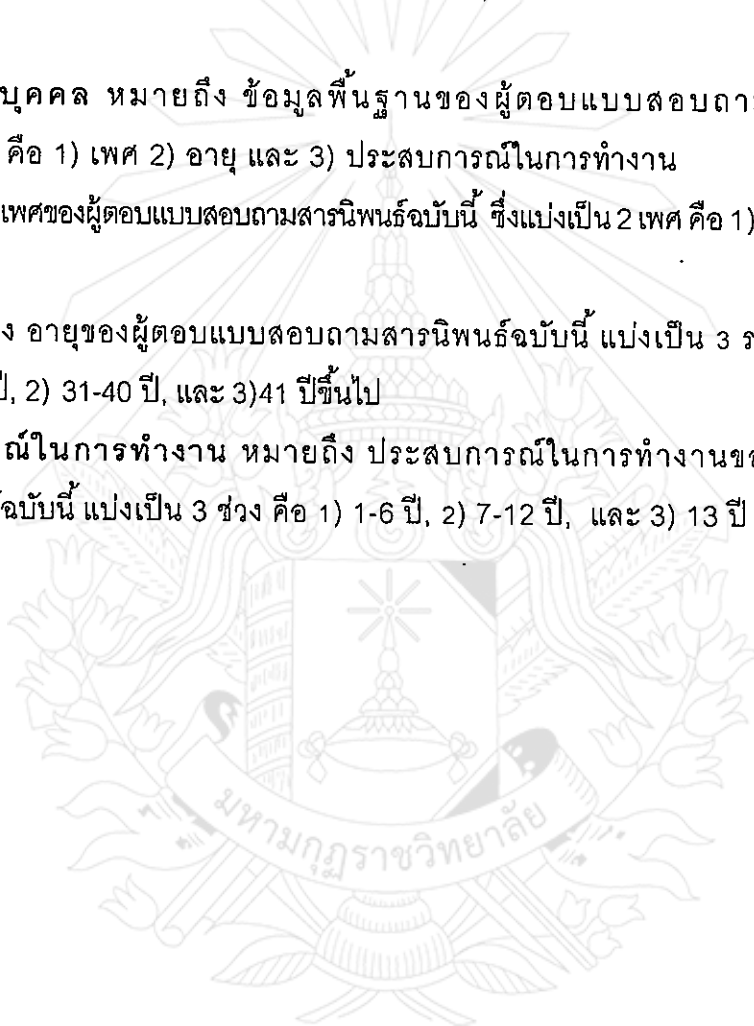 บุคคล หมายถึง ข้อมูลพื้นฐานของผู้ตอบแบบสอบถา
คือ 1) เพศ 2) อายุ และ 3) ประสบการณ์ในการทำงาน
เพศของผู้ตอบแบบสอบถามสารนิพนธ์ฉบับนี้ ซึ่งแบ่งเป็น 2 เพศ คือ 1)
ง อายุของผู้ตอบแบบสอบถามสารนิพนธ์ฉบับนี้ แบ่งเป็น 3 ร
ปี, 2) 31-40 ปี, และ 3)41 ปีขึ้นไป
ณ์ในการทำงาน หมายถึง ประสบการณ์ในการทำงานขอ
ฉบับนี้ แบ่งเป็น 3 ช่วง คือ 1) 1-6 ปี, 2) 7-12 ปี, และ 3) 13 ปี
มหามกุฏราชวิทยาลัย